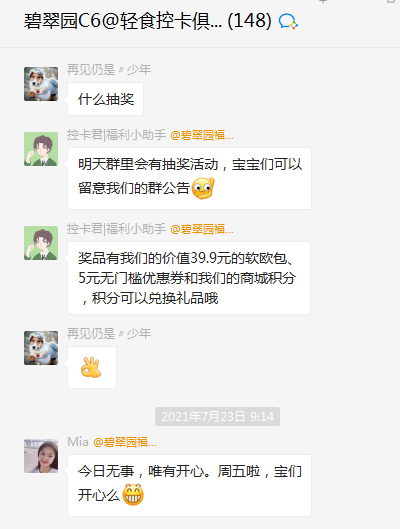 碧翠园C6@轻食控卡俱... (148)
再见仍是〃少年
什么抽奖
控卡君|福利小助手 @碧翠园福...
明天群里会有抽奖活动，宝宝们可以
留意我们的群公告
控卡君|福利小助手 @碧翠园福...
奖品有我们的价值39.9元的软欧包、
5元无门槛优惠券和我们的商城积分
，积分可以兑换礼品哦
再见仍是〃少年
2021年7月23日 9:14
Mia @碧翠园福...
今日无事，唯有开心。周五啦，宝们
开心么